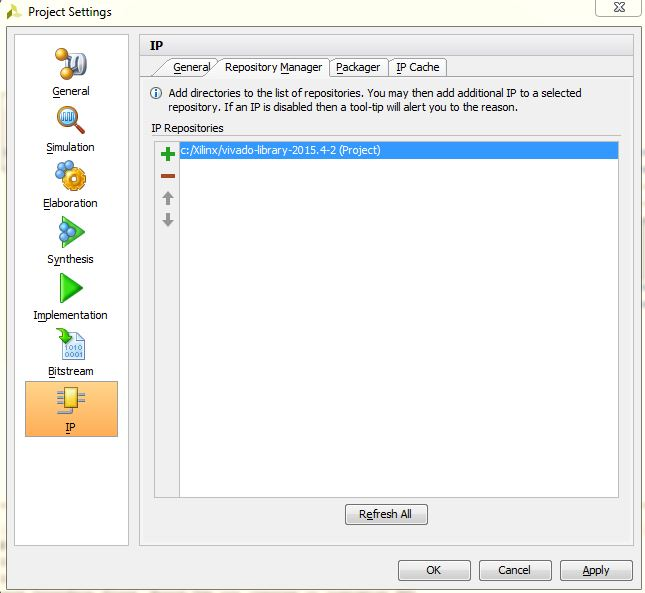 Project Settings
General
Simulation
Elaboration
Synthesis
Implementation
1010
0001
Bitstream
IP
IP
General
Repository Manager
Packager
IP Cache
Add directories to the list of repositories. You may then add additional IP to a selected
repository. If an IP is disabled then a tool-tip will alert you to the reason.
IP Repositories
c:/Xilinx/vivado-library-2015.4-2 (Project)
Refresh All
OK
Cancel
Apply